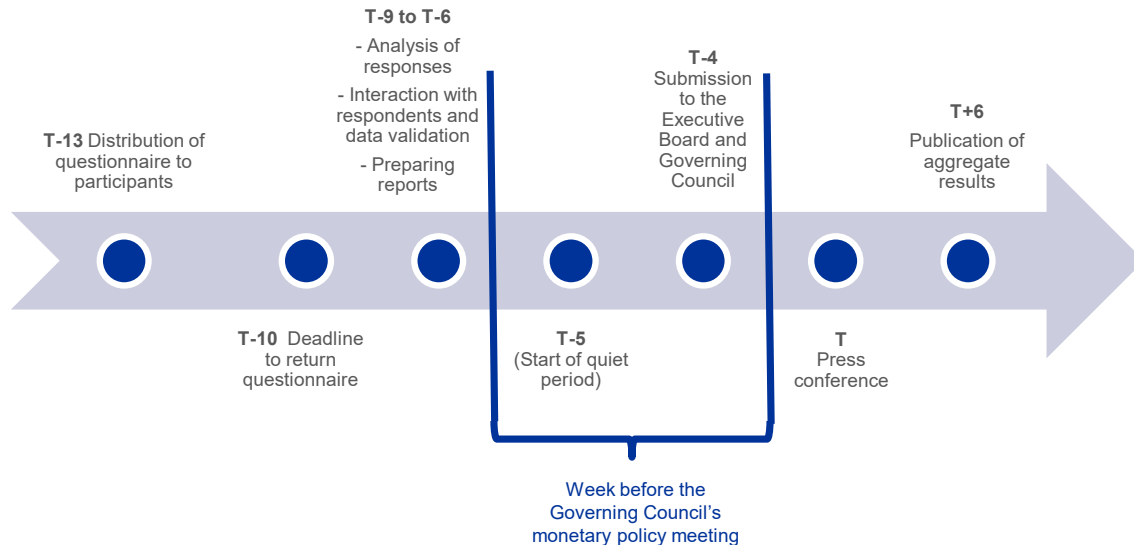 T-13 Distribution of
questionnaire to
participants
T-10 Deadline
to return
questionnaire
T-9 to T-6
- Analysis of
responses
- Interaction with
respondents and
data validation
- Preparing
reports
T-5
(Start of quiet
period)
T-4
Submission
to the
Executive
Board and
Governing
Council
T
Press
conference
T+6
Publication of
aggregate
results
Week before the
Governing Council’s
monetary policy meeting